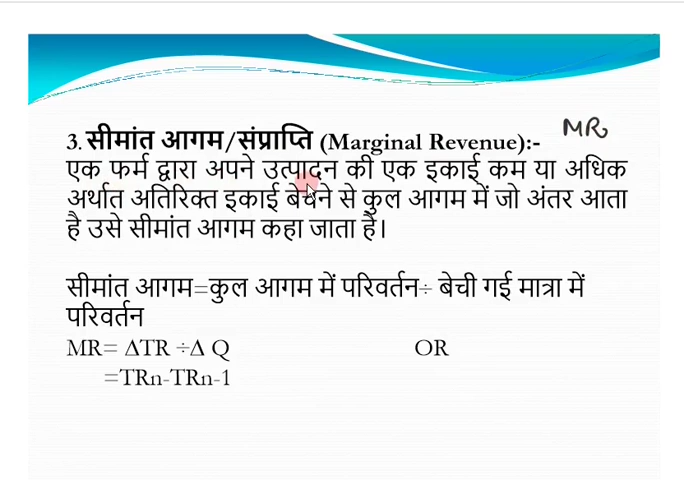 3. सीमांत आगम/संप्राप्ति (Marginal Revenue):- MR
एक फर्म द्वारा अपने उत्पादन की एक इकाई कम या अधिक
अर्थात अतिरिक्त इकाई बेचने से कुल आगम में जो अंतर आता
है उसे सीमांत आगम कहा जाता है।
सीमांत आगम=कुल आगम में परिवर्तन÷ बेची गई मात्रा में
परिवर्तन
MR= ΔTR ÷Δ Q OR
=TRn-TRn-1